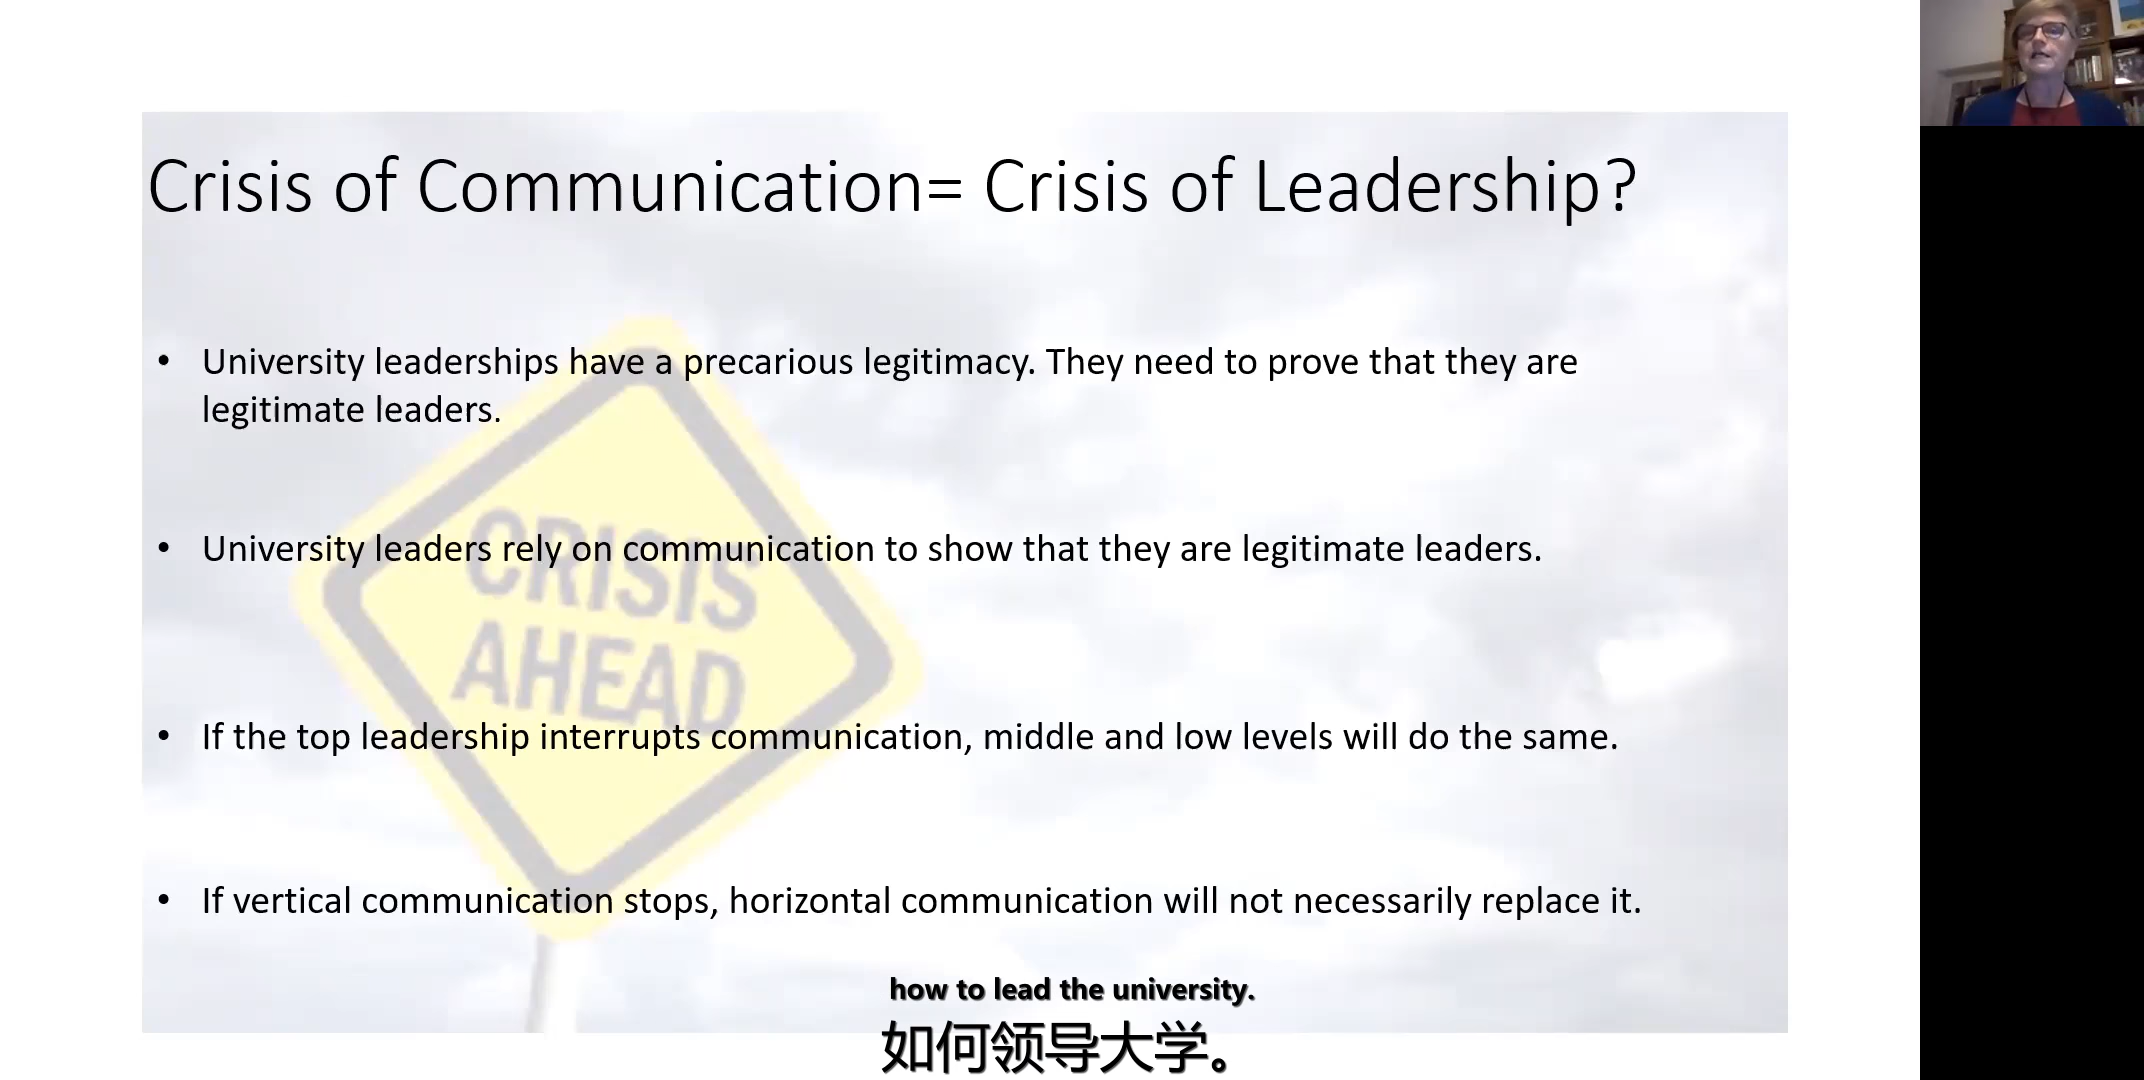 Crisis of Communication= Crisis of Leadership?
• University leaderships have a precarious legitimacy. They need to prove that they are
legitimate leaders.
• University leaders rely on communication to show that they are legitimate leaders.
CRISIS
AHEAD
• If the top leadership interrupts communication, middle and low levels will do the same.
• If vertical communication stops, horizontal communication will not necessarily replace it.
how to lead the university.
如何领导大学。